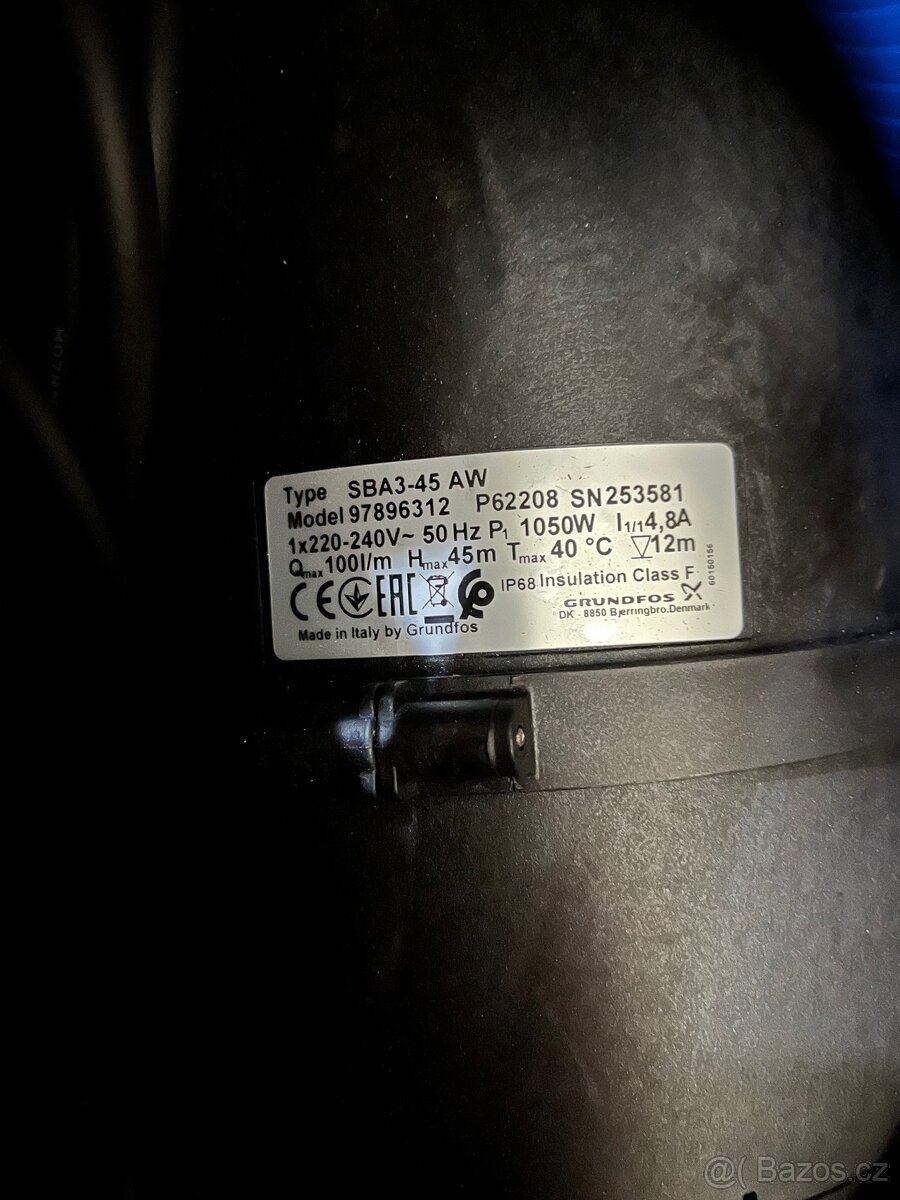 Type SBA3-45 AW
Model 97896312 P62208 SN253581
1x220-240V~ 50 Hz P1 1050W I1/1 4,8A
Qmax 100l/m Hmax 45m Tmax 40 °C 12m
CE EAC IP68 Insulation Class F
60150156
GRUNDFOS
DK - 8850 Bjerringbro.Denmark
Made in Italy by Grundfos
@( Bazos.cz